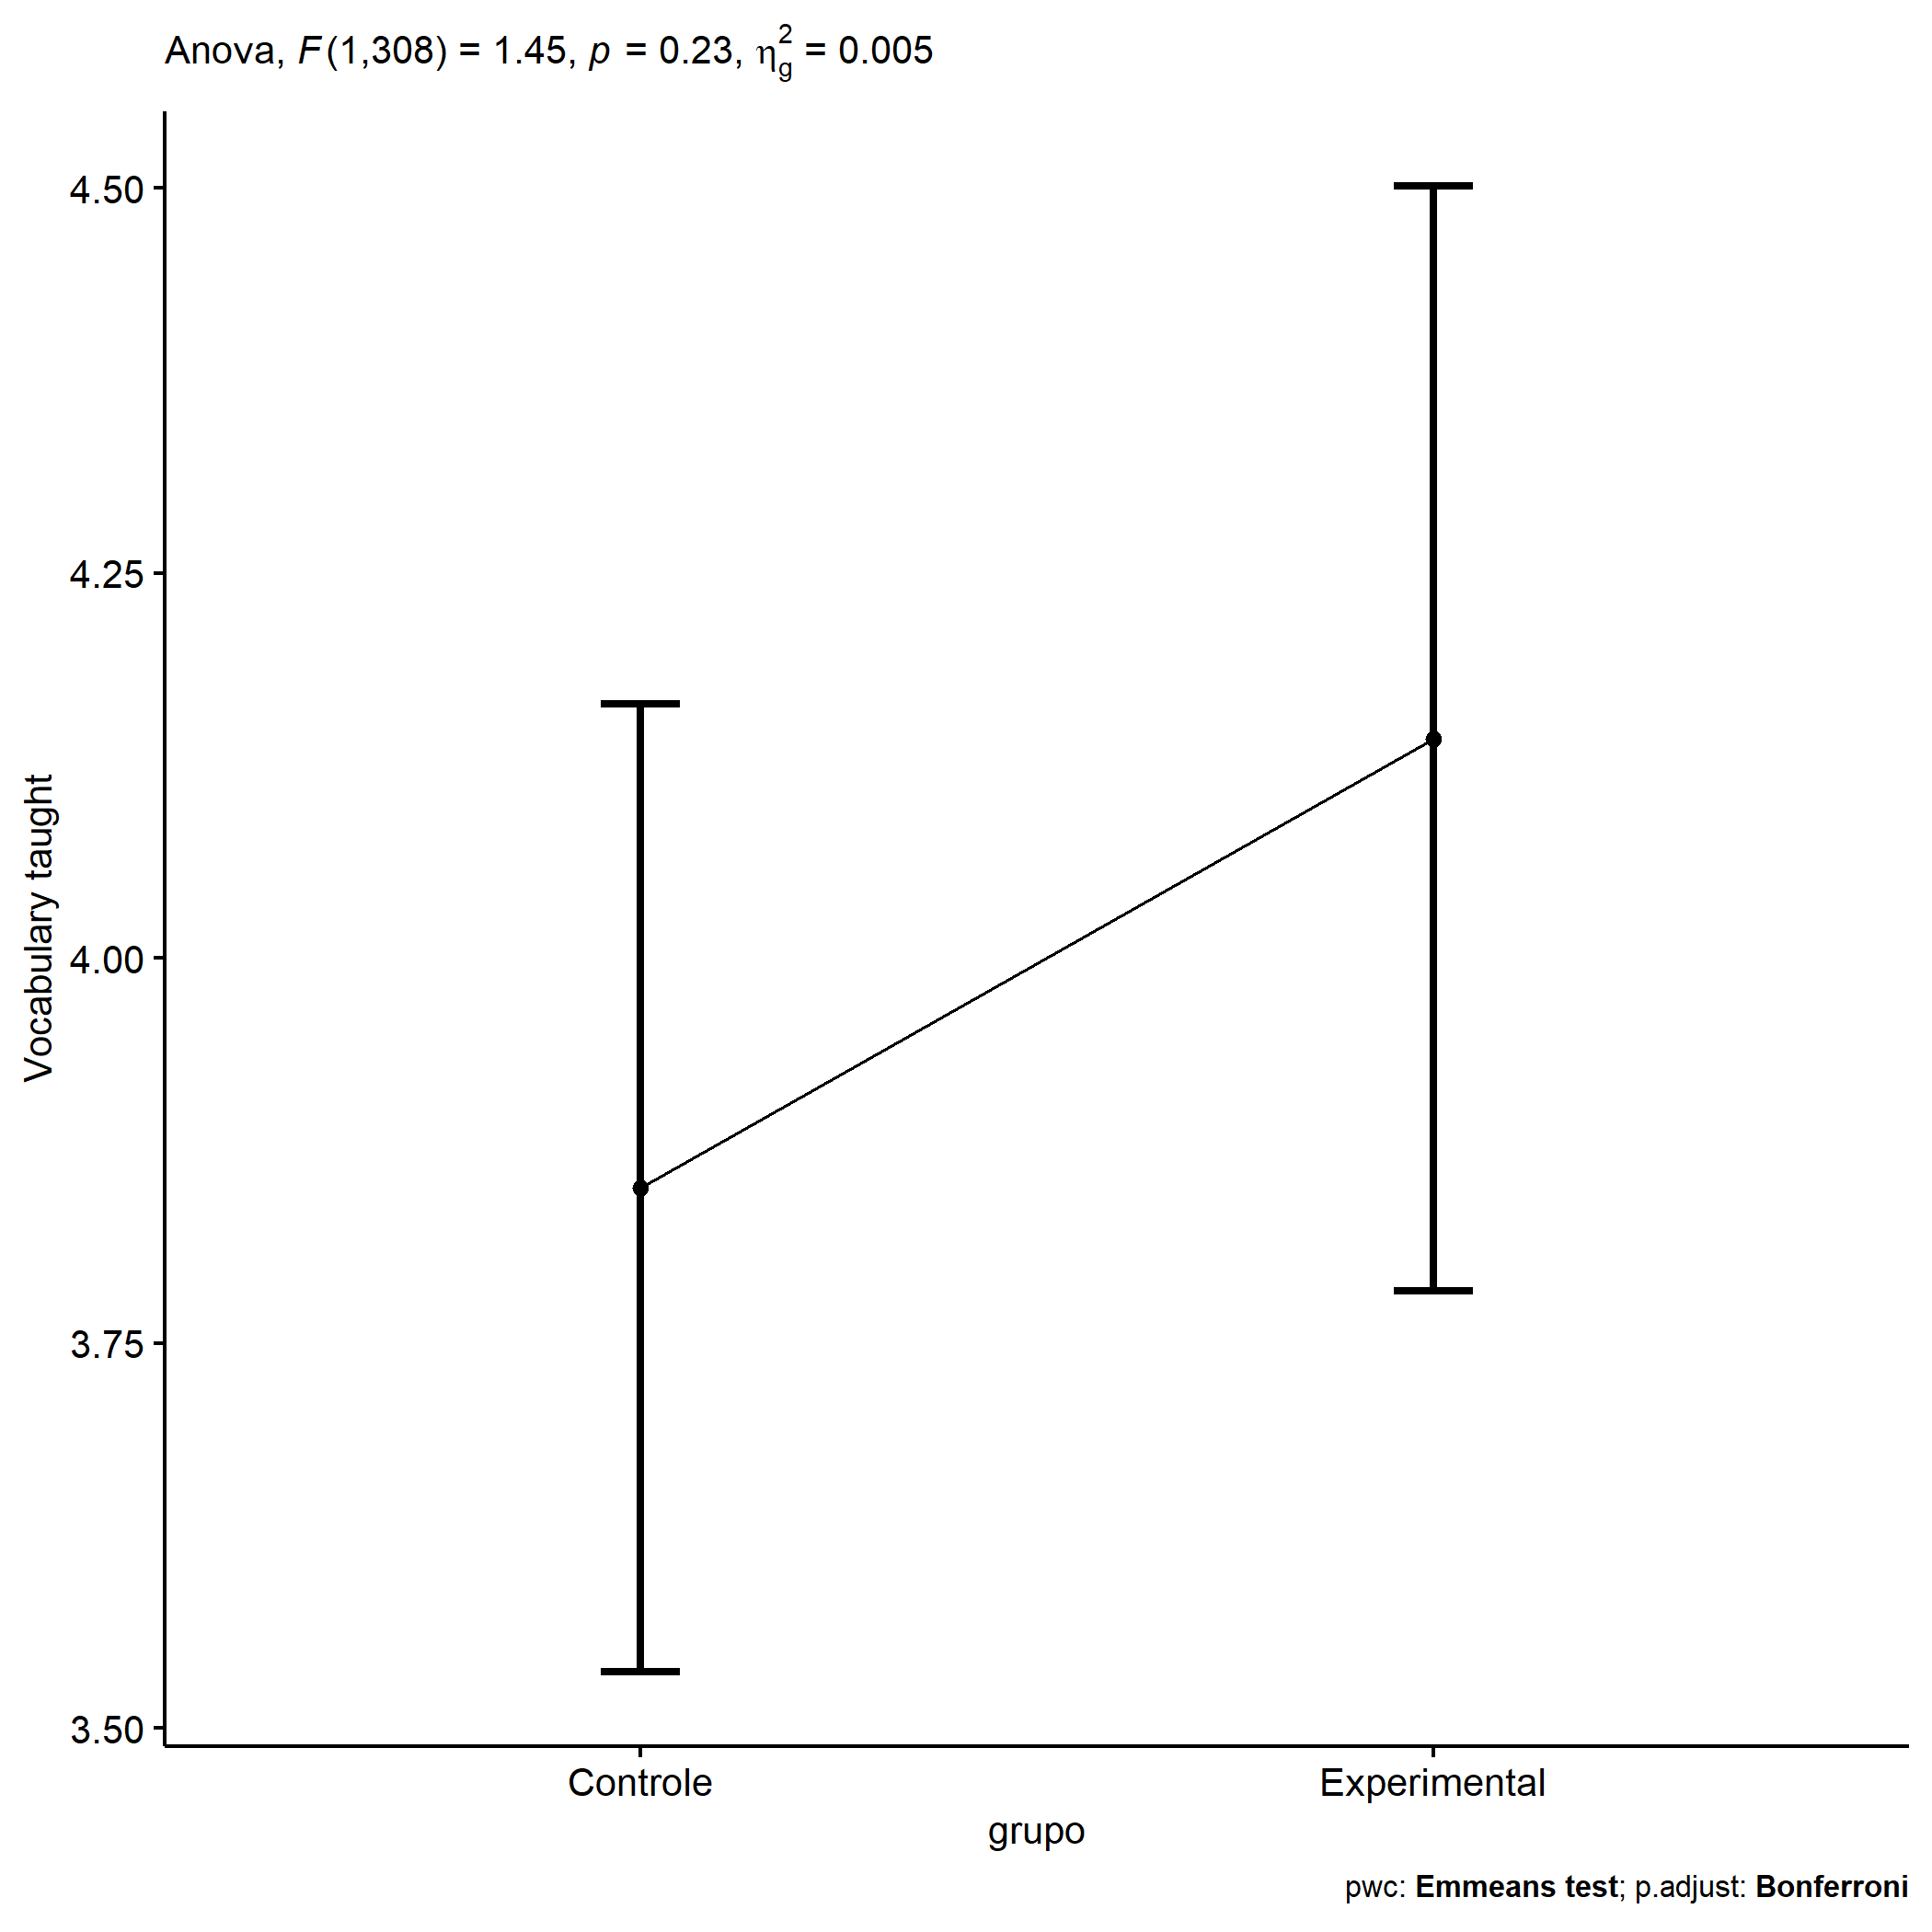 Anova, F(1,308) = 1.45, p = 0.23, η²g = 0.005
4.50
4.25
4.00
3.75
3.50
Vocabulary taught
Controle Experimental
grupo
pwc: Emmeans test; p.adjust: Bonferroni